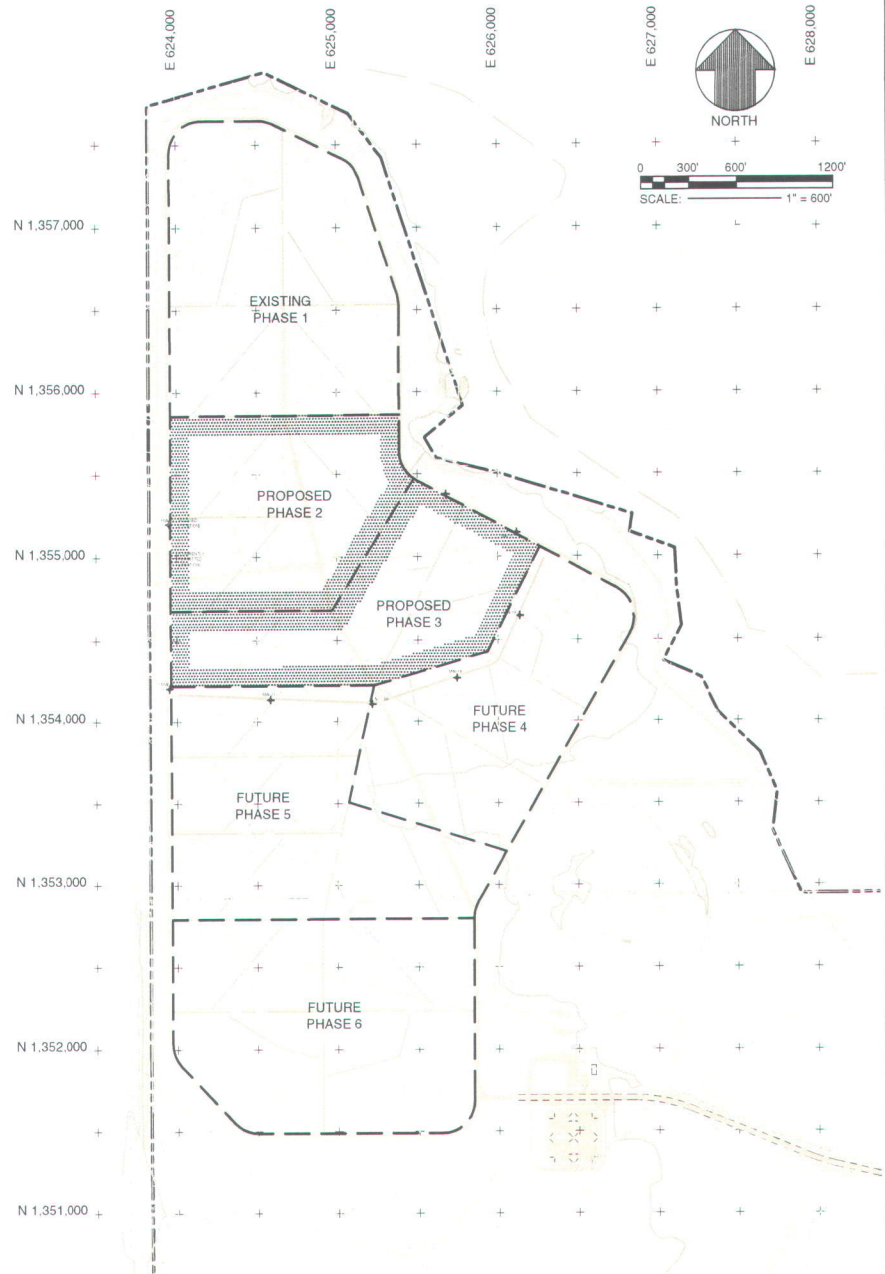 E 624,000
E 625,000
E 626,000
E 627,000
E 628,000
NORTH
0 300' 600' 1200'
SCALE: 1" = 600'
N 1,357,000
EXISTING
PHASE 1
N 1,356,000
PROPOSED
PHASE 2
N 1,355,000
PROPOSED
PHASE 3
N 1,354,000
FUTURE
PHASE 4
FUTURE
PHASE 5
N 1,353,000
FUTURE
PHASE 6
N 1,352,000
N 1,351,000